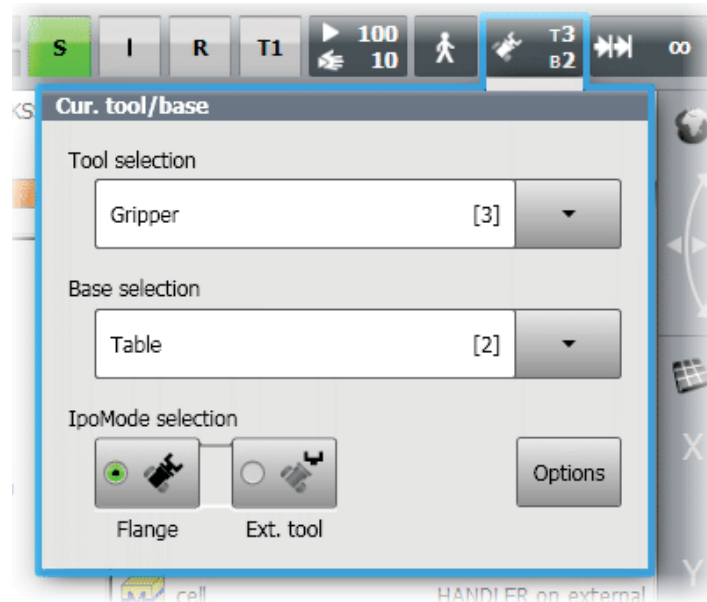 S I R T1 100 10 T3 B2 ∞
KS
Cur. tool/base
Tool selection
Gripper [3]
Base selection
Table [2]
IpoMode selection
Options
Flange Ext. tool
X
Y
cell HANDLER on external